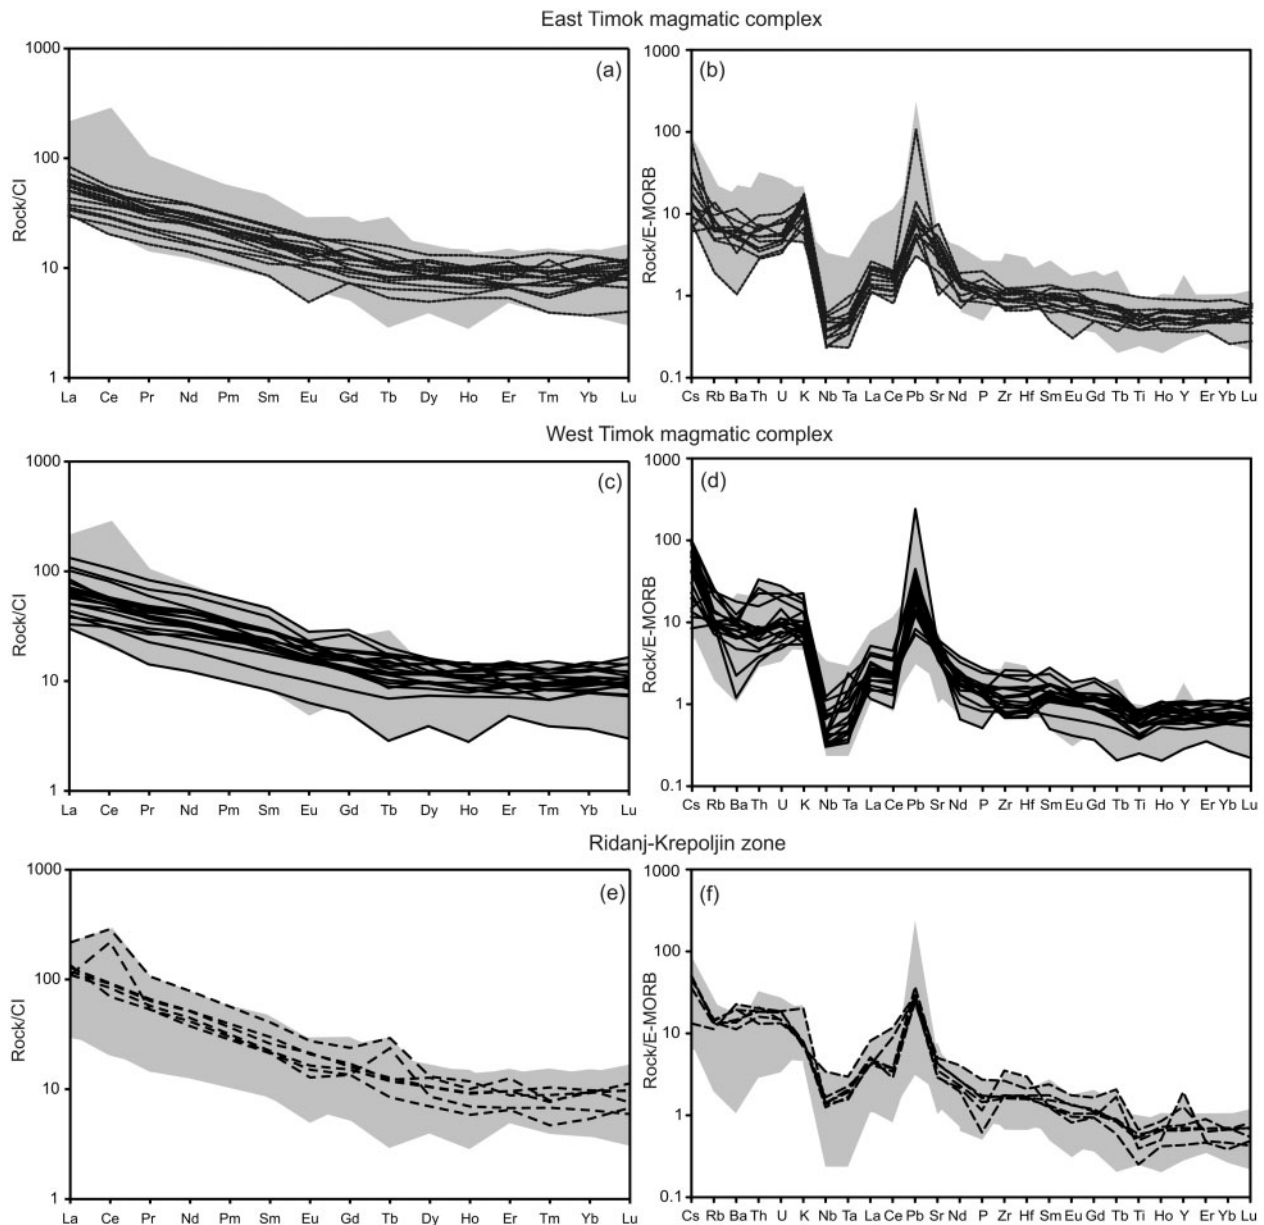 East Timok magmatic complex
1000
100
10
1
Rock/CI
(a)
La Ce Pr Nd Pm Sm Eu Gd Tb Dy Ho Er Tm Yb Lu
1000
100
10
1
0.1
Rock/E-MORB
(b)
Cs Rb Ba Th U K Nb Ta La Ce Pb Sr Nd P Zr Hf Sm Eu Gd Tb Ti Ho Y Er Yb Lu
West Timok magmatic complex
1000
100
10
1
Rock/CI
(c)
La Ce Pr Nd Pm Sm Eu Gd Tb Dy Ho Er Tm Yb Lu
1000
100
10
1
0.1
Rock/E-MORB
(d)
Cs Rb Ba Th U K Nb Ta La Ce Pb Sr Nd P Zr Hf Sm Eu Gd Tb Ti Ho Y Er Yb Lu
Ridanj-Krepoljin zone
1000
100
10
1
Rock/CI
(e)
La Ce Pr Nd Pm Sm Eu Gd Tb Dy Ho Er Tm Yb Lu
1000
100
10
1
0.1
Rock/E-MORB
(f)
Cs Rb Ba Th U K Nb Ta La Ce Pb Sr Nd P Zr Hf Sm Eu Gd Tb Ti Ho Y Er Yb Lu